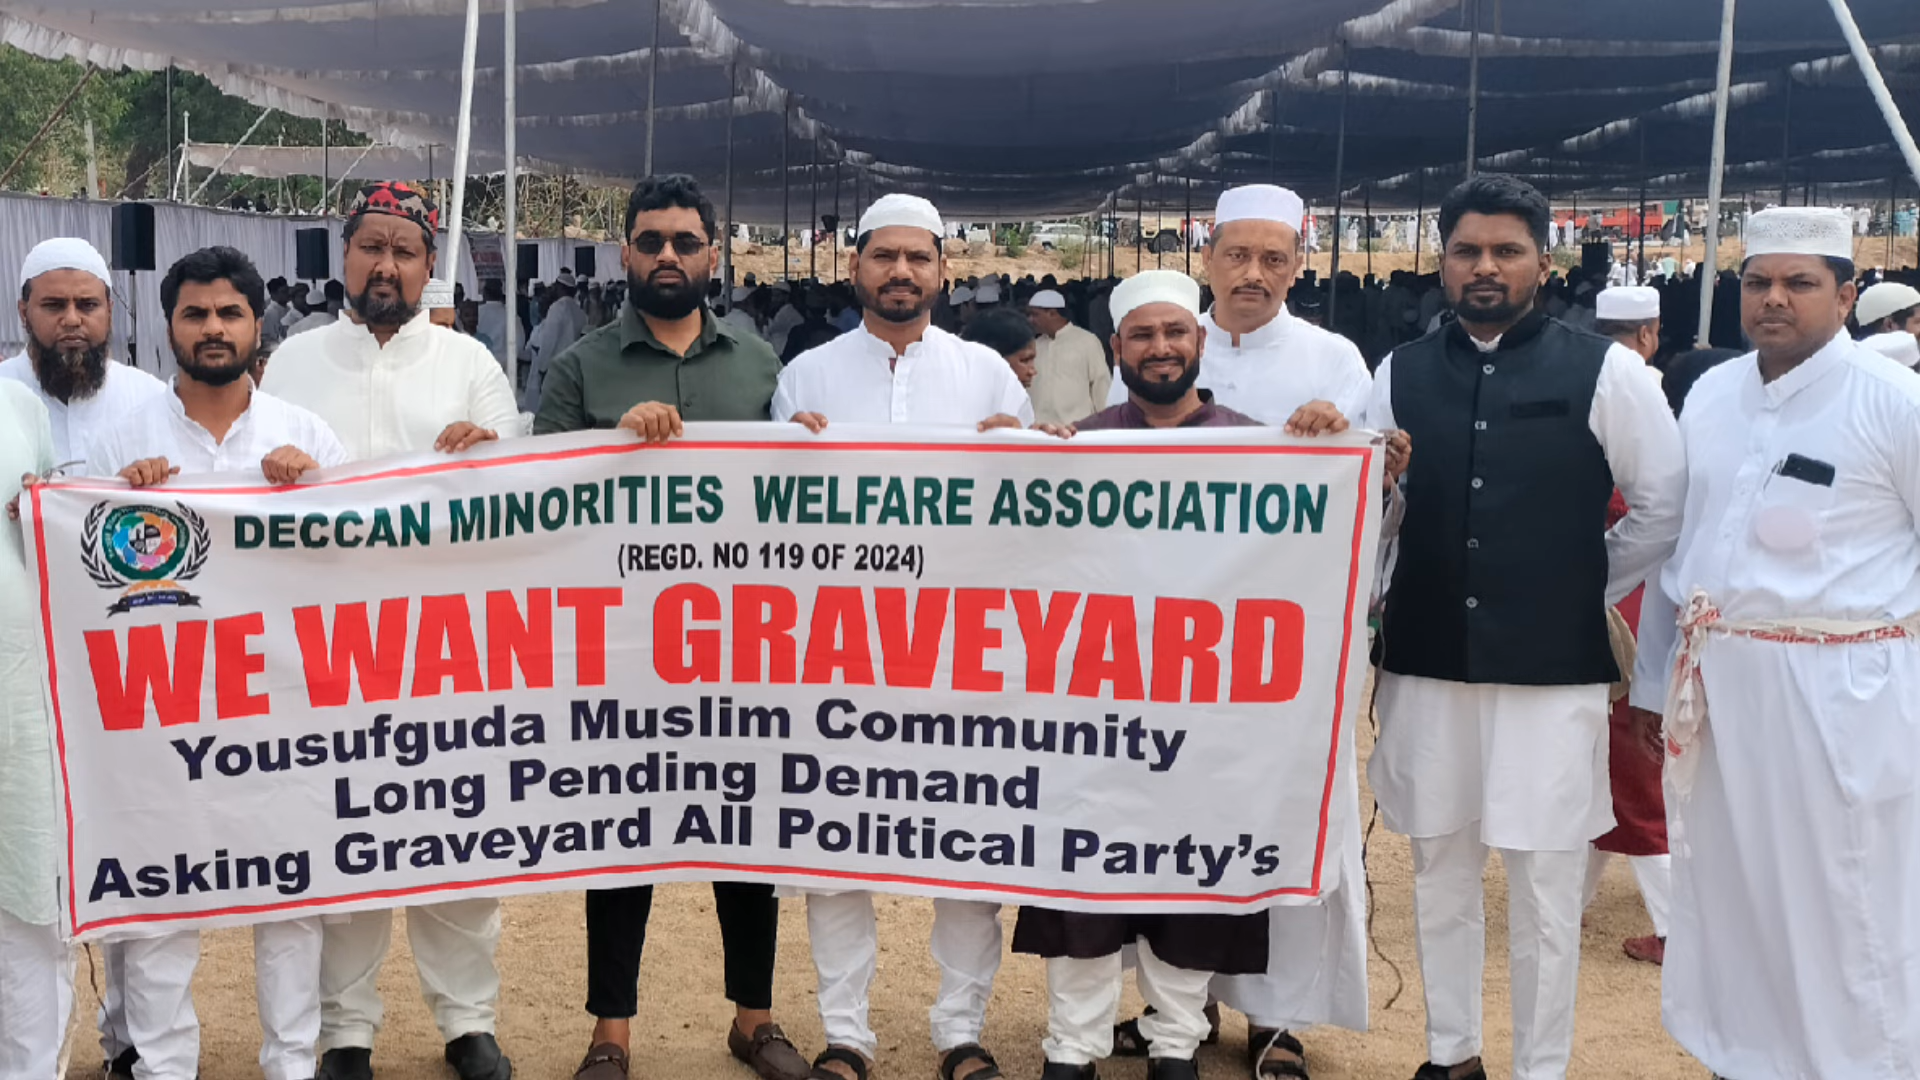 DECCAN MINORITIES WELFARE ASSOCIATION
(REGD. NO 119 OF 2024)
WE WANT GRAVEYARD
Yousufguda Muslim Community
Long Pending Demand
Asking Graveyard All Political Party's